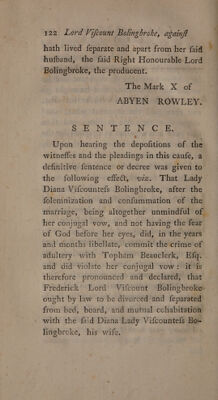 122 Lord Viſcount Bolingbroke, againſt
hath lived ſeparate and apart from her ſaid
huſband, the ſaid Right Honourable Lord
Bolingbroke, the producent.
The Mark X of
ABYEN ROWLEY.
SENTENCE.
Upon hearing the depoſitions of the
witneſſes and the pleadings in this cauſe, a
definitive ſentence or decree was given to
the following effect, viz. That Lady
Diana Viſcounteſs Bolingbroke, after the
ſolemnization and conſummation of the
marriage, being altogether unmindful of
her conjugal vow, and not having the fear
of God before her eyes, did, in the years
and months libellate, commit the crime of
adultery with Topham Beauclerk, Eſq.
and did violate her conjugal vow: it is
therefore pronounced and declared, that
Frederick Lord Viſcount Bolingbroke
ought by law to be divorced and ſeparated
from bed, board, and mutual cohabitation
with the ſaid Diana Lady Viſcounteſs Bo-
lingbroke, his wife.